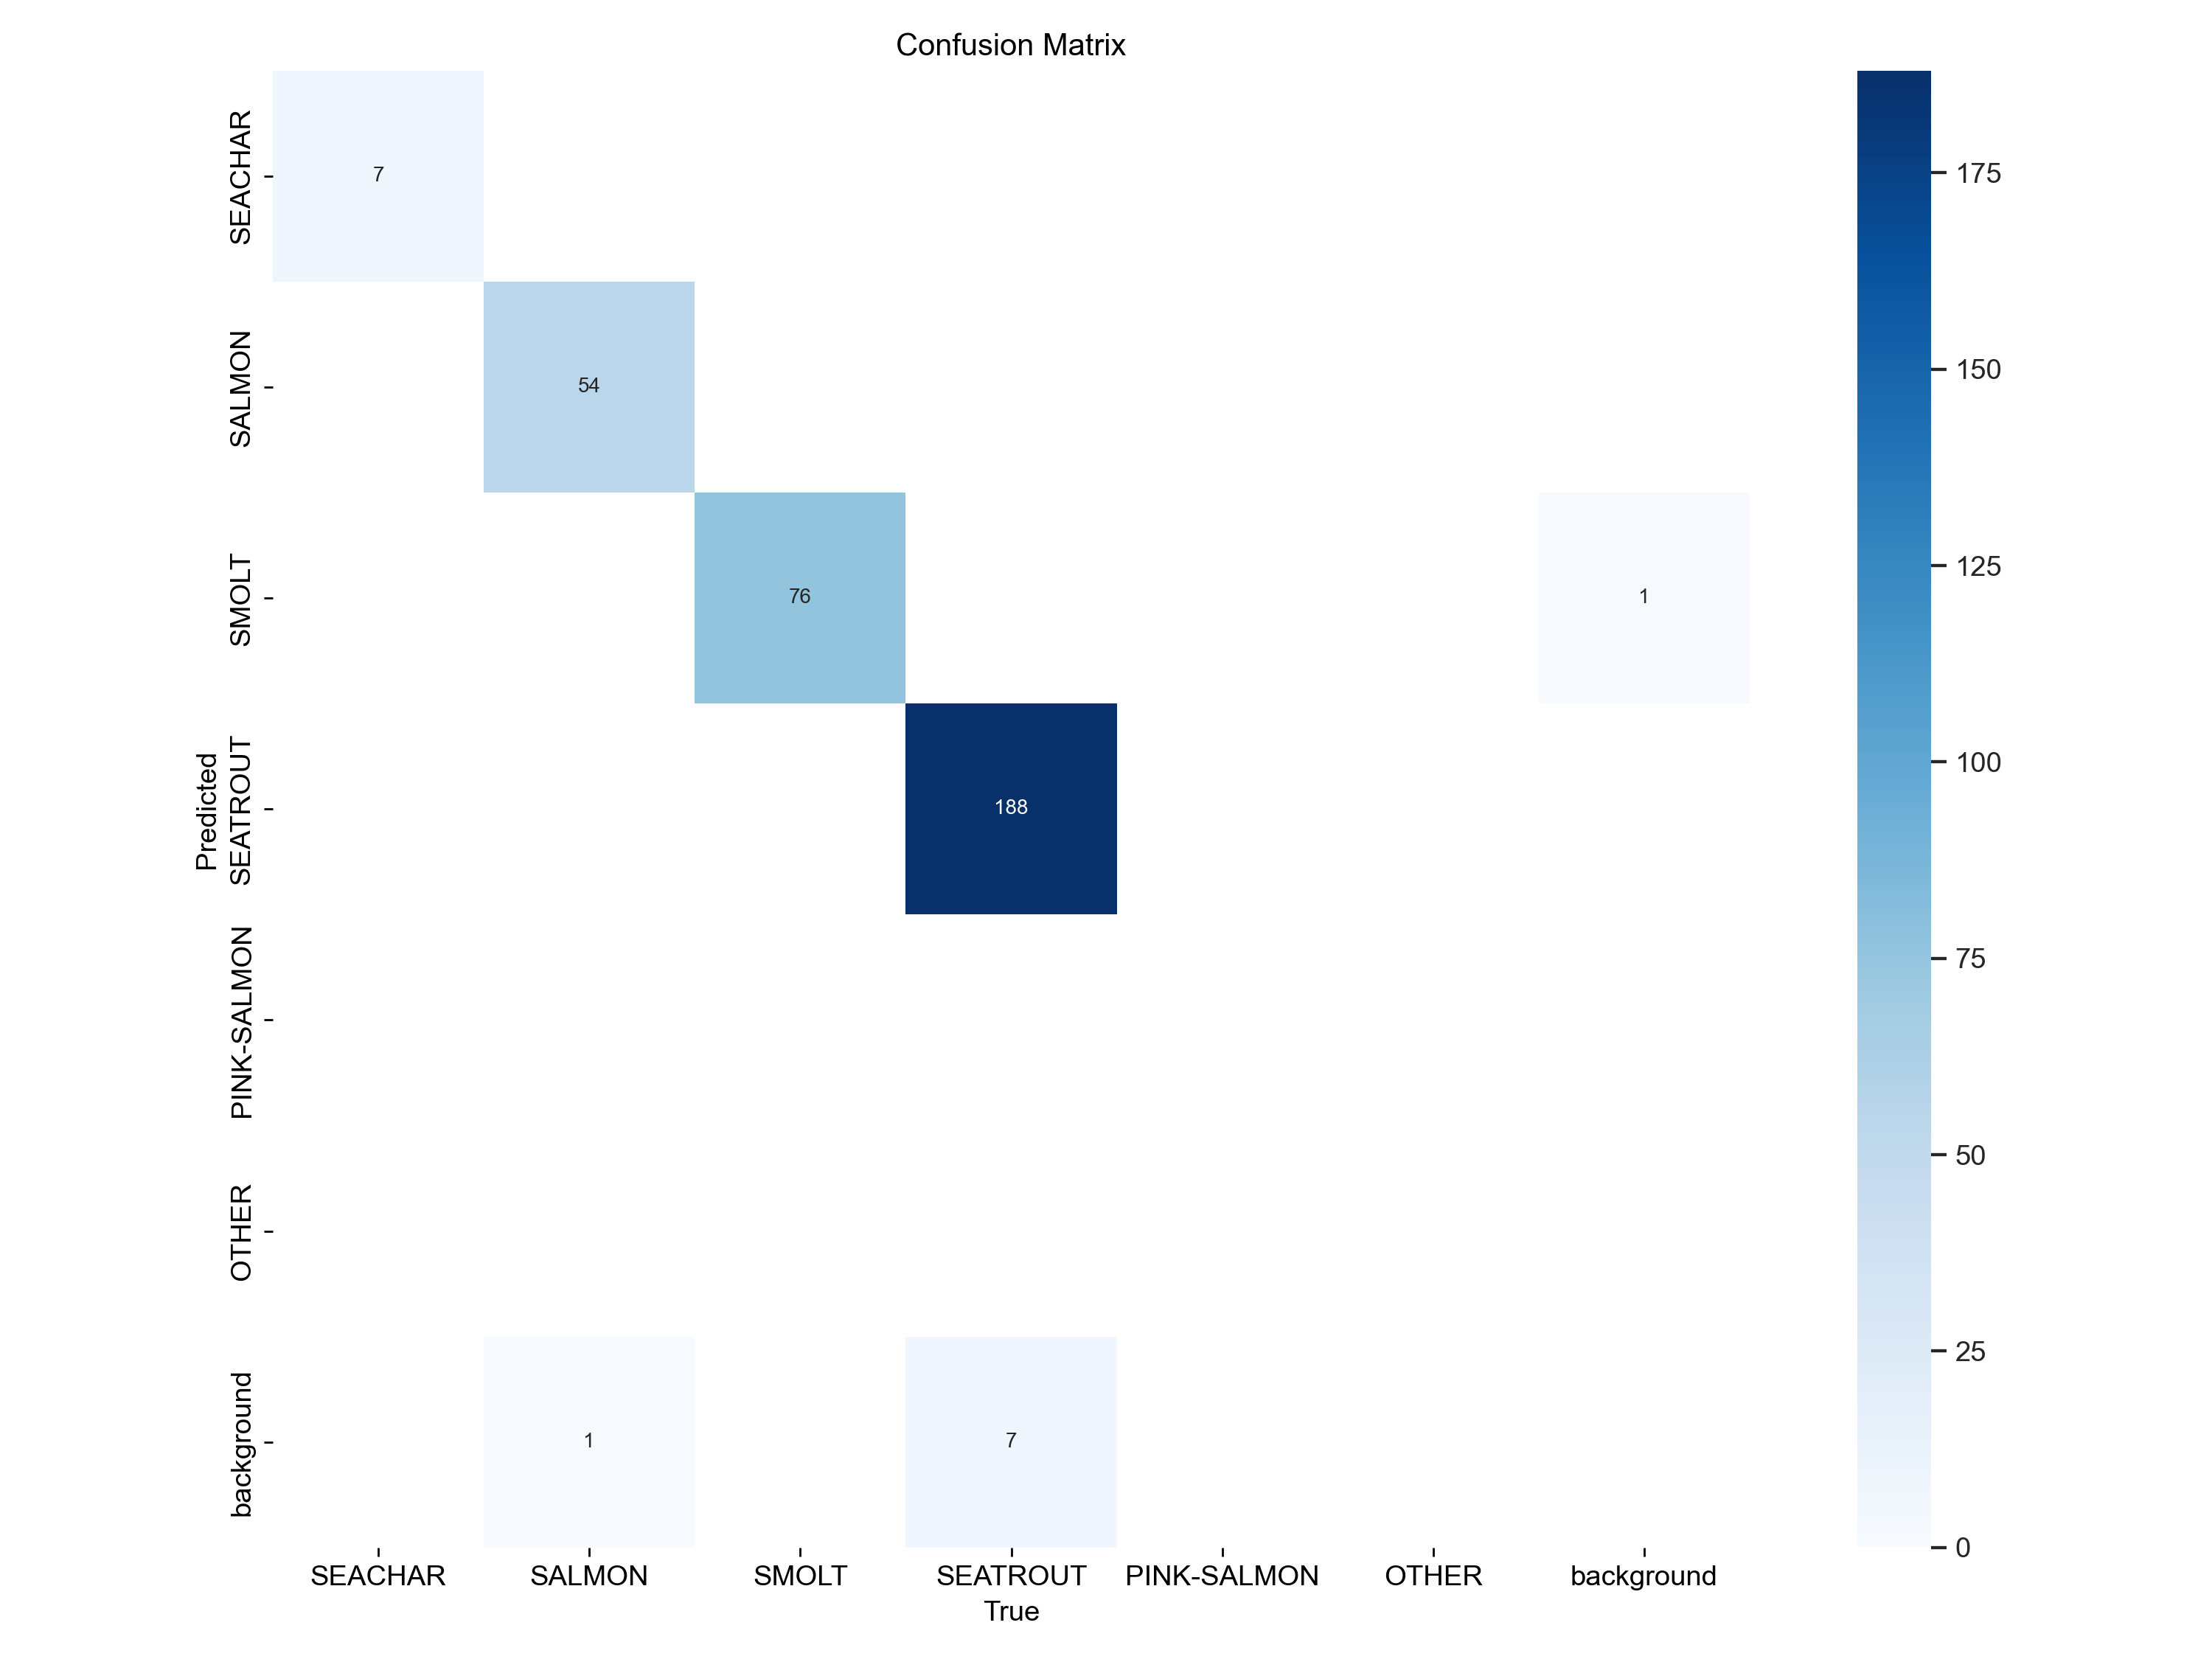 Confusion Matrix
SEACHAR
7
SALMON
54
SMOLT
76
1
Predicted
SEATROUT
188
PINK-SALMON
OTHER
background
1
7
SEACHAR SALMON SMOLT SEATROUT PINK-SALMON OTHER background
True
175
150
125
100
75
50
25
0